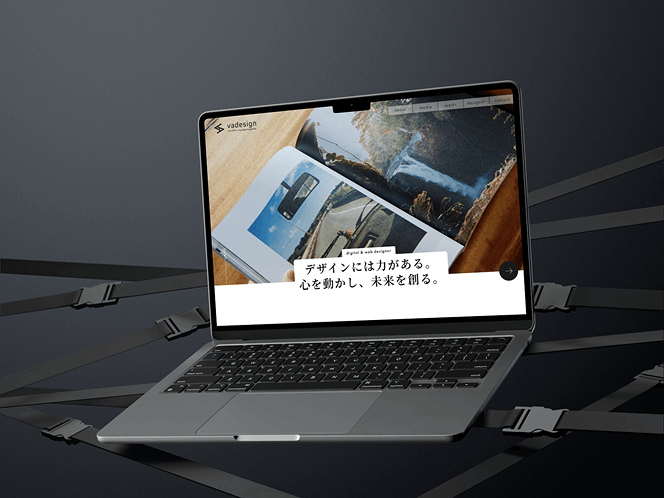 vadesign
about
media
works
designer
contact
digital & web designer
デザインには力がある。
心を動かし、未来を創る。